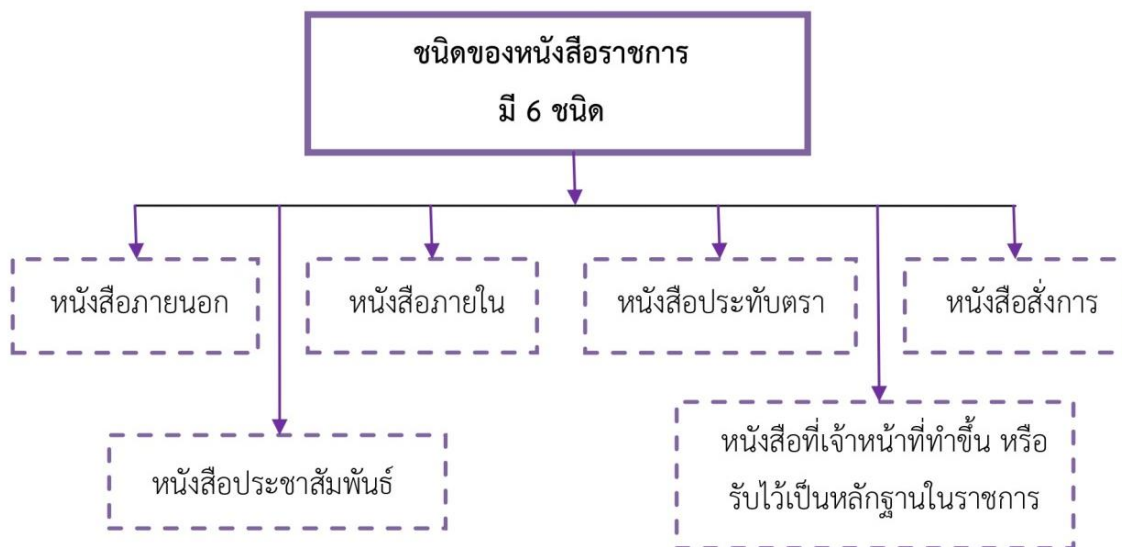 ชนิดของหนังสือราชการ
มี 6 ชนิด
หนังสือภายนอก
หนังสือภายใน
หนังสือประทับตรา
หนังสือสั่งการ
หนังสือประชาสัมพันธ์
หนังสือที่เจ้าหน้าที่ทำขึ้น หรือ
รับไว้เป็นหลักฐานในราชการ